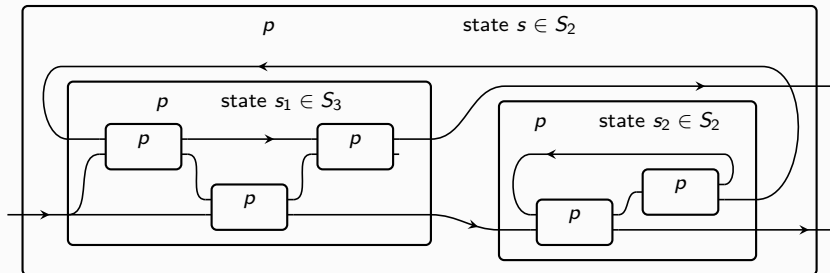 p state s ∈ S₂
p state s₁ ∈ S₃
p state s₂ ∈ S₂
p p
p p
p